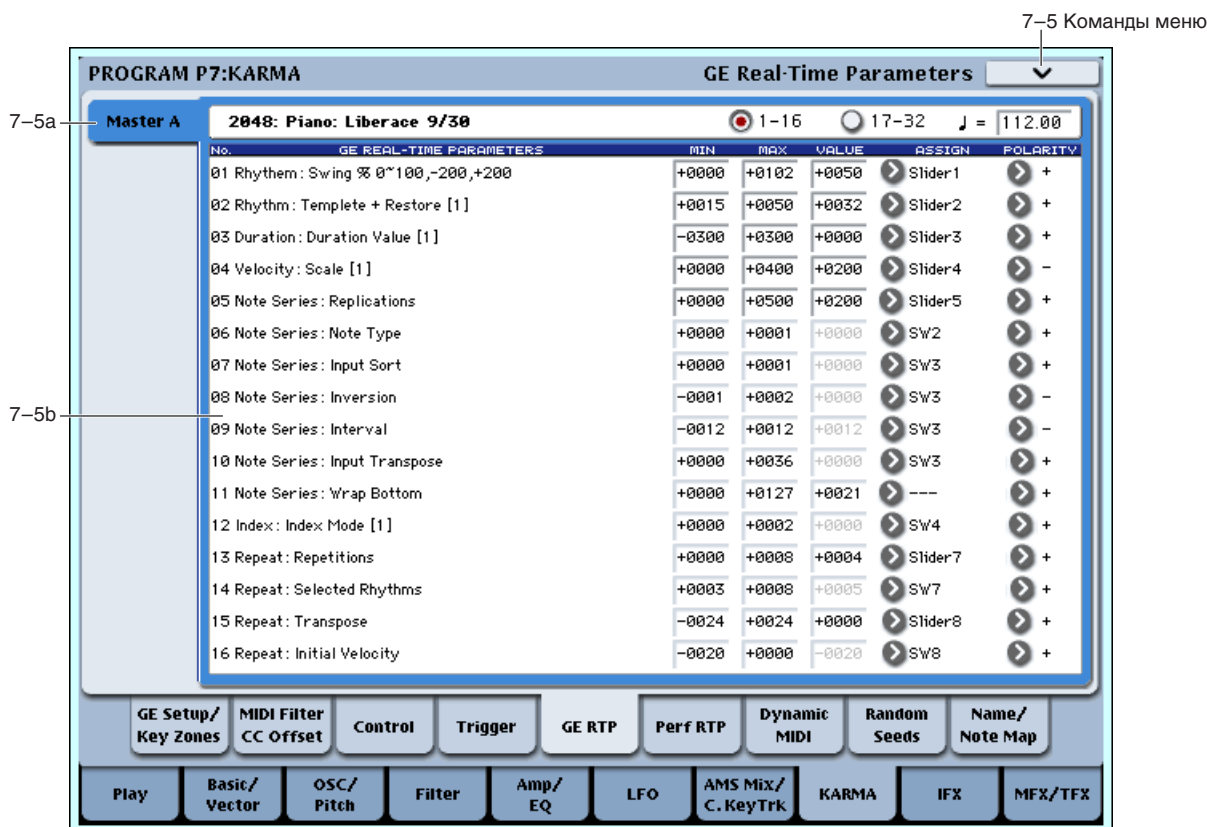 7–5 Команды меню
PROGRAM P7:KARMA GE Real-Time Parameters
7–5a Master A 2048: Piano: Liberace 9/30 1-16 17-32 ♩ = 112.00
No. GE REAL-TIME PARAMETERS MIN MAX VALUE ASSIGN POLARITY
01 Rhythem: Swing % 0~100,-200,+200 +0000 +0102 +0050 Slider1 +
02 Rhythm: Templete + Restore [1] +0015 +0050 +0032 Slider2 +
03 Duration: Duration Value [1] -0300 +0300 +0000 Slider3 +
04 Velocity: Scale [1] +0000 +0400 +0200 Slider4 -
05 Note Series: Replications +0000 +0500 +0200 Slider5 +
06 Note Series: Note Type +0000 +0001 +0000 SW2 +
07 Note Series: Input Sort +0000 +0001 +0000 SW3 +
08 Note Series: Inversion -0001 +0002 +0000 SW3 -
7–5b
09 Note Series: Interval -0012 +0012 +0012 SW3 -
10 Note Series: Input Transpose +0000 +0036 +0000 SW3 +
11 Note Series: Wrap Bottom +0000 +0127 +0021 --- +
12 Index: Index Mode [1] +0000 +0002 +0000 SW4 +
13 Repeat: Repetitions +0000 +0008 +0004 Slider7 +
14 Repeat: Selected Rhythms +0003 +0008 +0005 SW7 +
15 Repeat: Transpose -0024 +0024 +0000 Slider8 +
16 Repeat: Initial Velocity -0020 +0000 -0020 SW8 +
GE Setup/ Key Zones MIDI Filter CC Offset Control Trigger GE RTP Perf RTP Dynamic MIDI Random Seeds Name/ Note Map
Play Basic/ Vector OSC/ Pitch Filter Amp/ EQ LFO AMS Mix/ C.KeyTrk KARMA IFX MFX/TFX